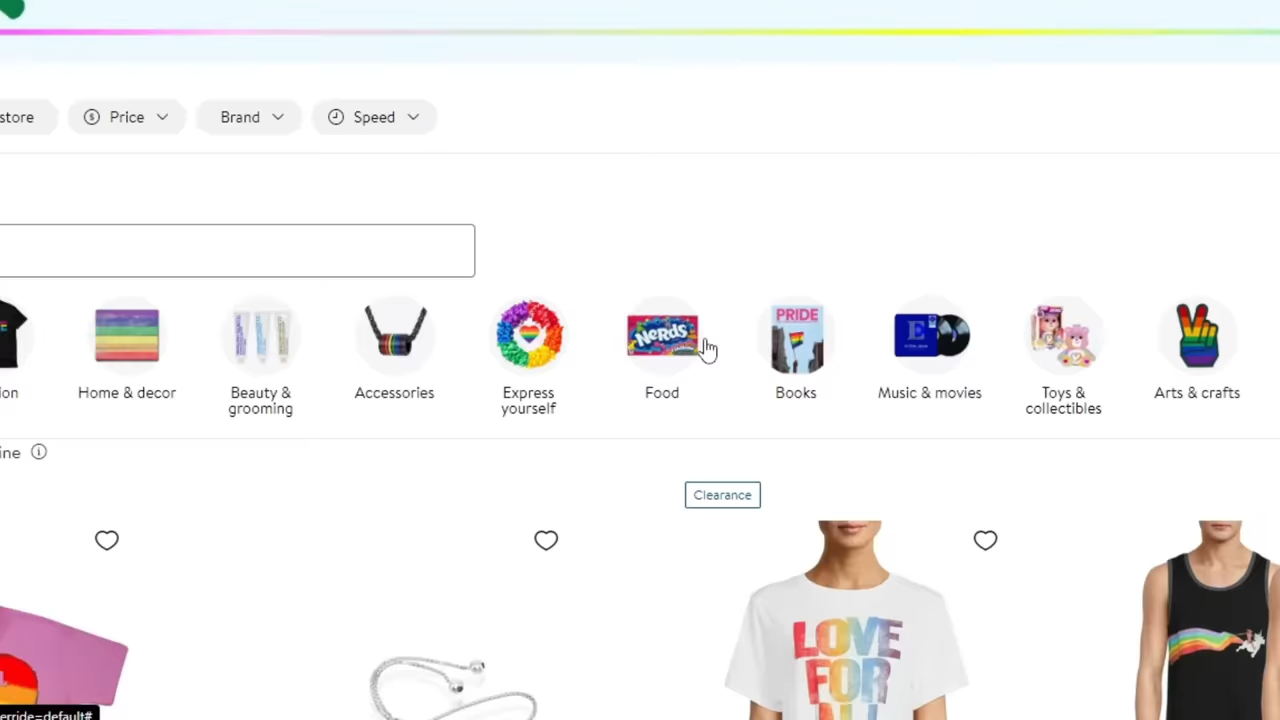 store
Price
Brand
Speed
NERDS
PRIDE
E
ion
Home & decor
Beauty &
grooming
Accessories
Express
yourself
Food
Books
Music & movies
Toys &
collectibles
Arts & crafts
ine
Clearance
LOVE
FOR
ALL
erride=default#